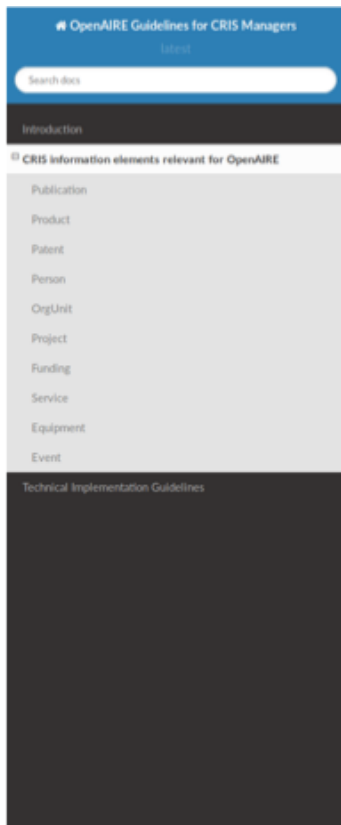 OpenAIRE Guidelines for CRIS Managers
latest
Search docs
Introduction
CRIS information elements relevant for OpenAIRE
Publication
Product
Patent
Person
OrgUnit
Project
Funding
Service
Equipment
Event
Technical Implementation Guidelines